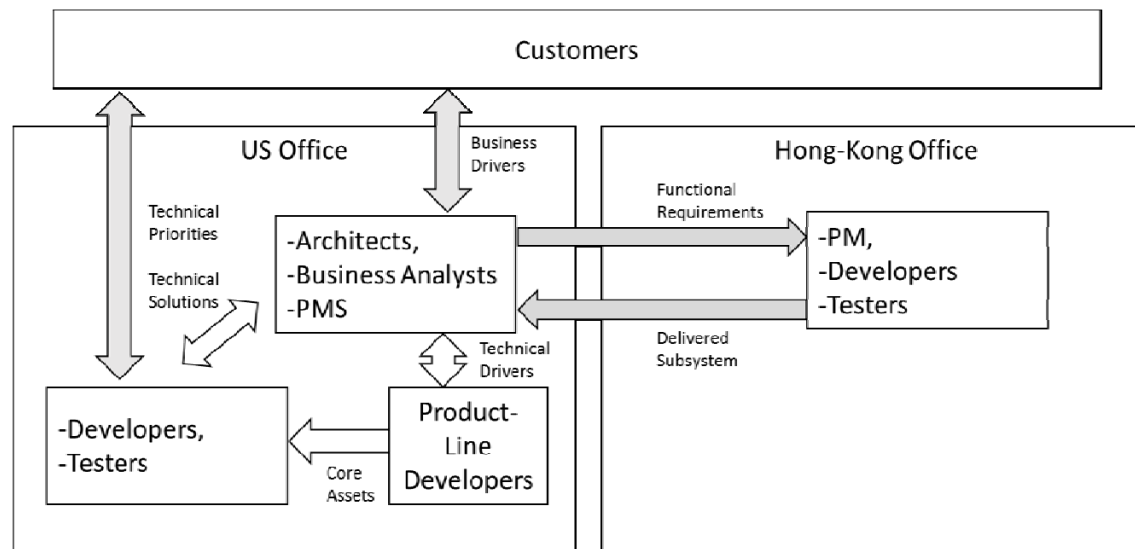 Customers
US Office
Hong-Kong Office
Business
Drivers
Functional
Requirements
Technical
Priorities
-Architects,
-Business Analysts
-PMS
-PM,
-Developers
-Testers
Technical
Solutions
Technical
Drivers
Delivered
Subsystem
-Developers,
-Testers
Product-
Line
Developers
Core
Assets